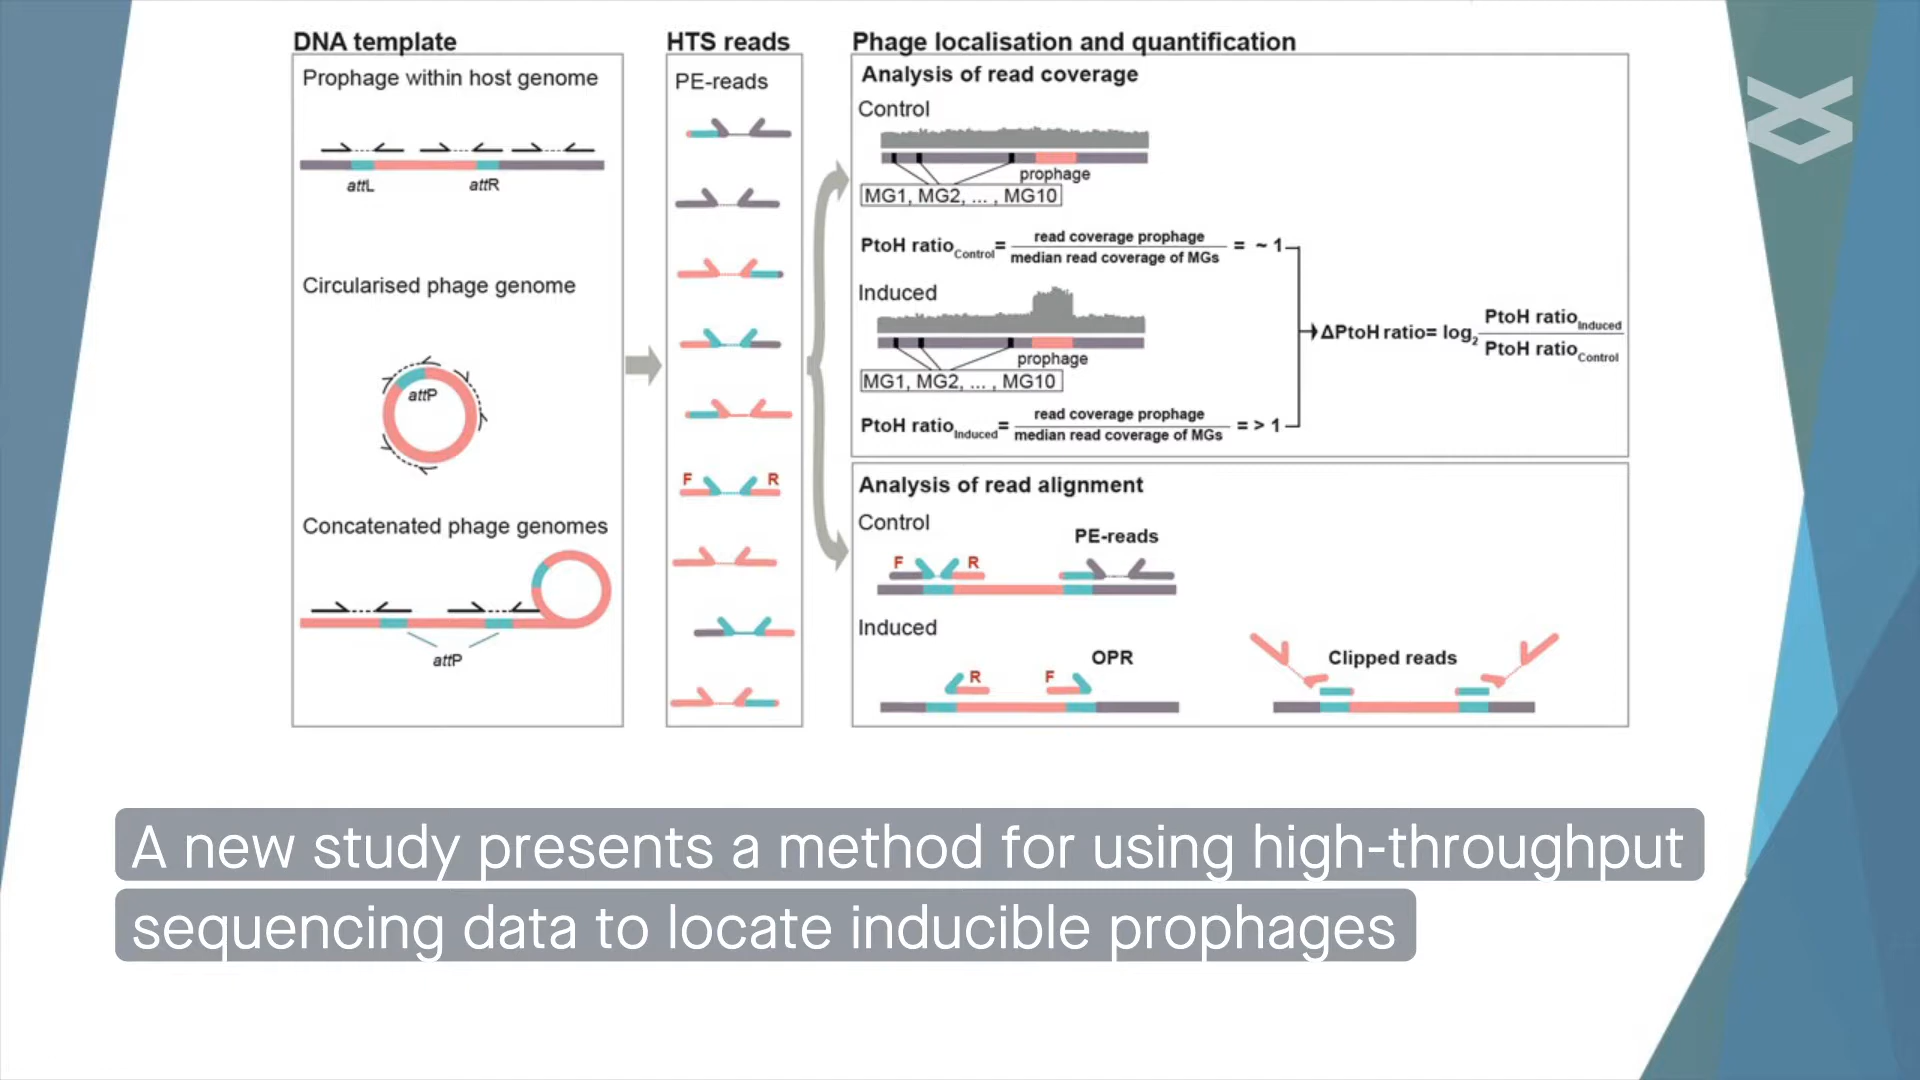 DNA template
Prophage within host genome
attL
attR
Circularised phage genome
attP
Concatenated phage genomes
attP
HTS reads
PE-reads
F R
Phage localisation and quantification
Analysis of read coverage
Control
prophage
MG1, MG2, ... , MG10
PtoH ratioControl= read coverage prophage / median read coverage of MGs = ~ 1
Induced
prophage
MG1, MG2, ... , MG10
PtoH ratioInduced= read coverage prophage / median read coverage of MGs = > 1
ΔPtoH ratio= log2 PtoH ratioInduced / PtoH ratioControl
Analysis of read alignment
Control
PE-reads
F R
Induced
OPR
R F
Clipped reads
A new study presents a method for using high-throughput
sequencing data to locate inducible prophages